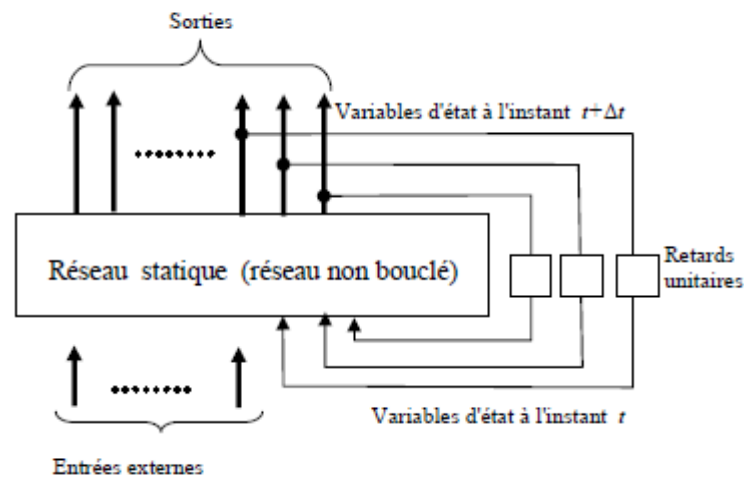 Sorties
Variables d'état à l'instant t+Δt
Réseau statique (réseau non bouclé)
Retards
unitaires
Variables d'état à l'instant t
Entrées externes